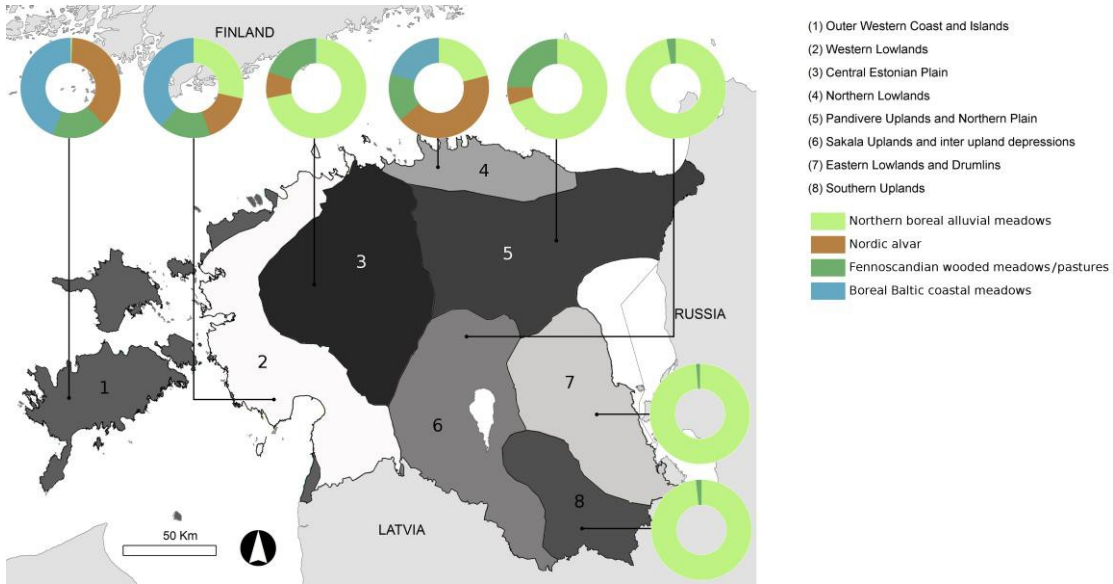 FINLAND
4
3
5
RUSSIA
2
1
7
6
8
LATVIA
50 Km
(1) Outer Western Coast and Islands
(2) Western Lowlands
(3) Central Estonian Plain
(4) Northern Lowlands
(5) Pandivere Uplands and Northern Plain
(6) Sakala Uplands and inter upland depressions
(7) Eastern Lowlands and Drumlins
(8) Southern Uplands
Northern boreal alluvial meadows
Nordic alvar
Fennoscandian wooded meadows/pastures
Boreal Baltic coastal meadows